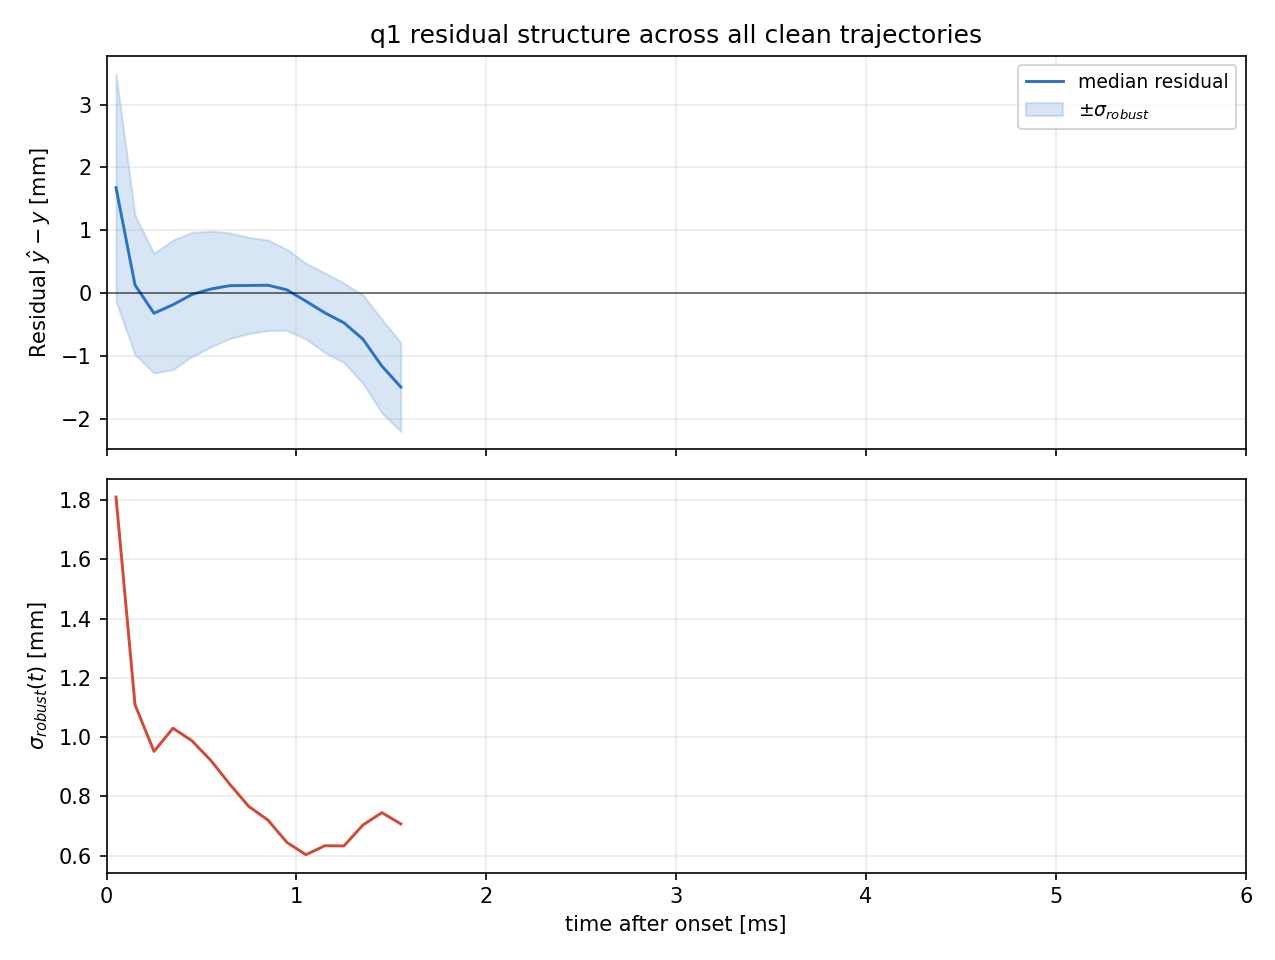 q1 residual structure across all clean trajectories
3
2
1
0
−1
−2
Residual ŷ − y [mm]
median residual
±σ_robust
1.8
1.6
1.4
1.2
1.0
0.8
0.6
σ_robust(t) [mm]
0 1 2 3 4 5 6
time after onset [ms]